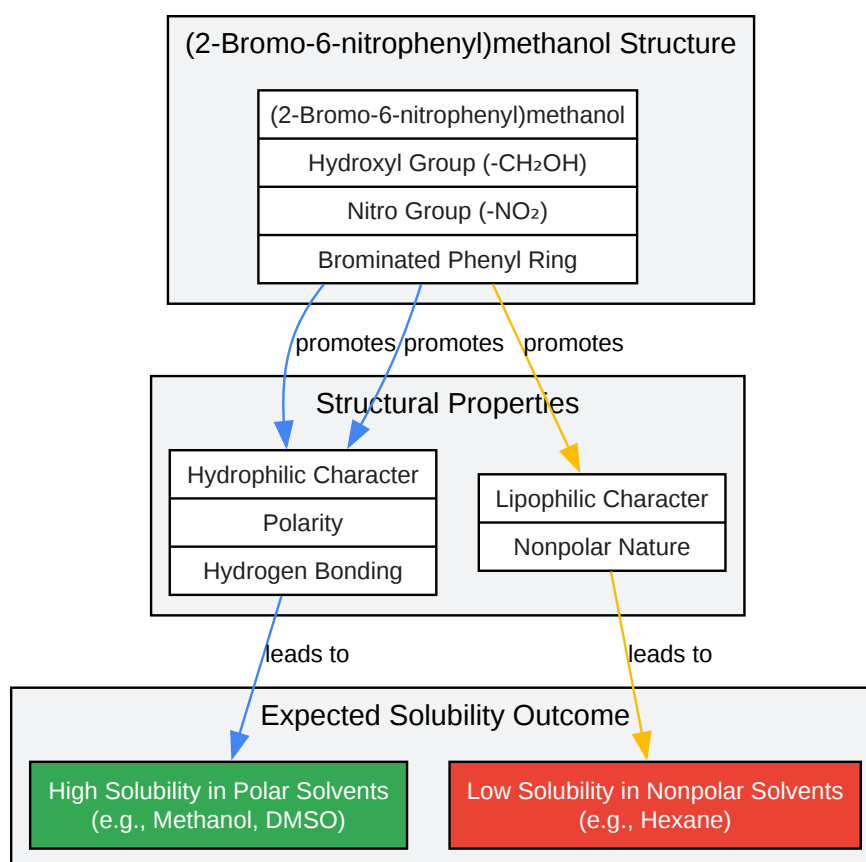 (2-Bromo-6-nitrophenyl)methanol Structure
(2-Bromo-6-nitrophenyl)methanol
Hydroxyl Group (-CH₂OH)
Nitro Group (-NO₂)
Brominated Phenyl Ring
promotes promotes promotes
Structural Properties
Hydrophilic Character
Polarity
Hydrogen Bonding
Lipophilic Character
Nonpolar Nature
leads to leads to
Expected Solubility Outcome
High Solubility in Polar Solvents
(e.g., Methanol, DMSO)
Low Solubility in Nonpolar Solvents
(e.g., Hexane)